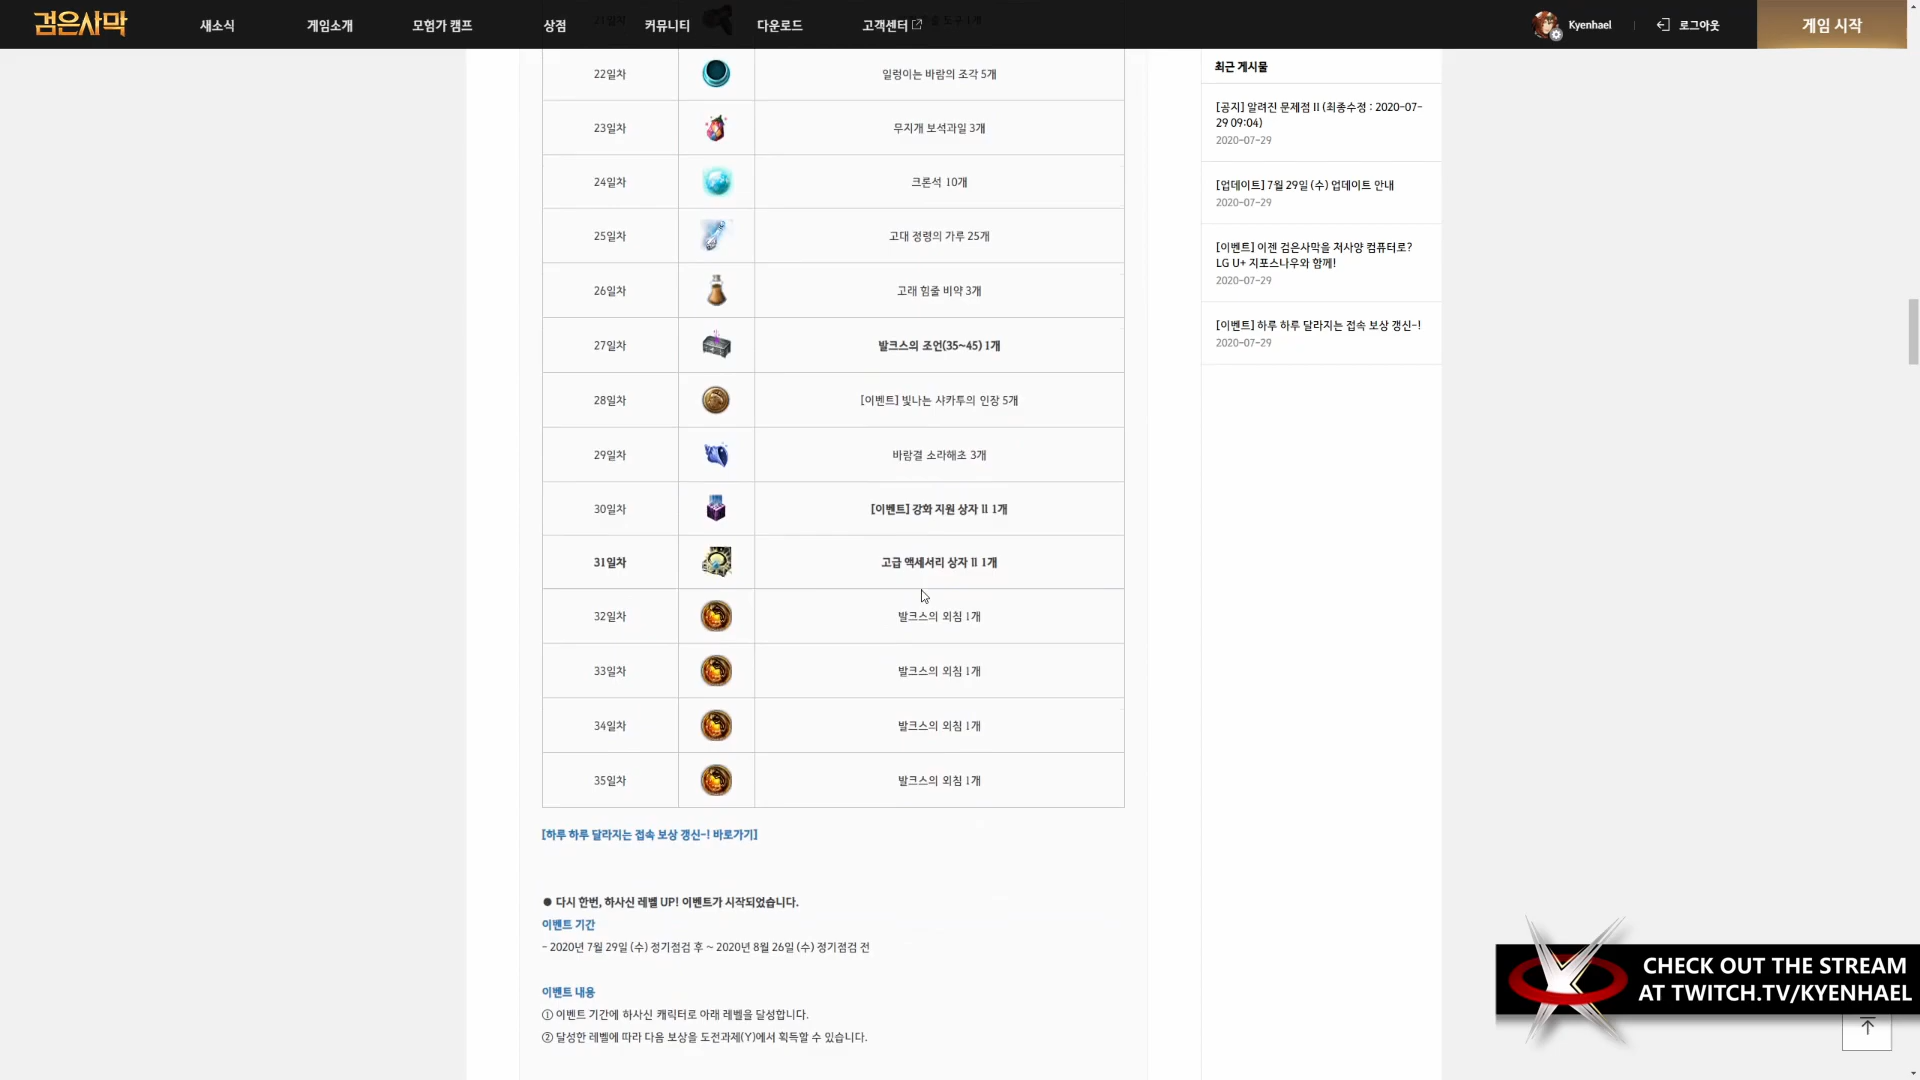 검은사막
새소식
게임소개
모험가 캠프
상점
커뮤니티
다운로드
고객센터
Kyenhael
로그아웃
게임 시작
22일차
일렁이는 바람의 조각 5개
23일차
무지개 보석과일 3개
24일차
크론석 10개
25일차
고대 정령의 가루 25개
26일차
고래 힘줄 비약 3개
27일차
발크스의 조언(35~45) 1개
28일차
[이벤트] 빛나는 샤카투의 인장 5개
29일차
바람결 소라해초 3개
30일차
[이벤트] 강화 지원 상자 II 1개
31일차
고급 액세서리 상자 II 1개
32일차
발크스의 외침 1개
33일차
발크스의 외침 1개
34일차
발크스의 외침 1개
35일차
발크스의 외침 1개
[하루 하루 달라지는 접속 보상 갱신~! 바로가기]
● 다시 한번, 하사신 레벨 UP! 이벤트가 시작되었습니다.
이벤트 기간
- 2020년 7월 29일 (수) 정기점검 후 ~ 2020년 8월 26일 (수) 정기점검 전
이벤트 내용
① 이벤트 기간에 하사신 캐릭터로 아래 레벨을 달성합니다.
② 달성한 레벨에 따라 다음 보상을 도전과제(Y)에서 획득할 수 있습니다.
최근 게시물
[공지] 알려진 문제점 II (최종수정 : 2020-07-
29 09:04)
2020-07-29
[업데이트] 7월 29일 (수) 업데이트 안내
2020-07-29
[이벤트] 이젠 검은사막을 저사양 컴퓨터로?
LG U+ 지포스나우와 함께!
2020-07-29
[이벤트] 하루 하루 달라지는 접속 보상 갱신~!
2020-07-29
CHECK OUT THE STREAM
AT TWITCH.TV/KYENHAEL